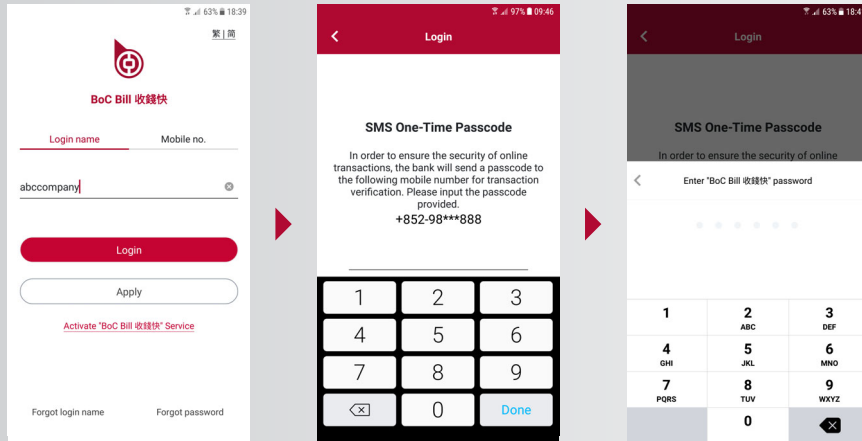 63% 18:39
繁 | 简
BoC Bill 收錢快
Login name
Mobile no.
abccompany
Login
Apply
Activate "BoC Bill 收錢快" Service
Forgot login name
Forgot password
97% 09:46
Login
SMS One-Time Passcode
In order to ensure the security of online
transactions, the bank will send a passcode to
the following mobile number for transaction
verification. Please input the passcode
provided.
+852-98***888
1 2 3
4 5 6
7 8 9
0 Done
63% 18:4
Login
SMS One-Time Passcode
In order to ensure the security of online
Enter "BoC Bill 收錢快" password
1 2 3
ABC DEF
4 5 6
GHI JKL MNO
7 8 9
PQRS TUV WXYZ
0